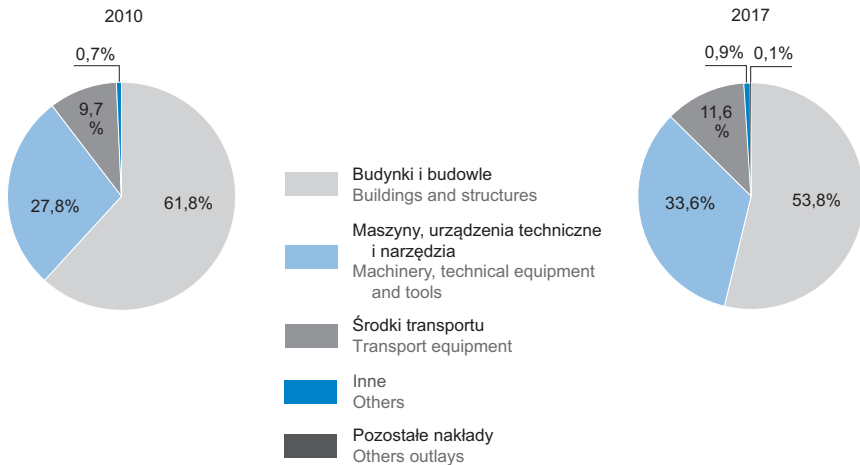 2010
0,7%
9,7
%
27,8%
61,8%
Budynki i budowle
Buildings and structures
Maszyny, urządzenia techniczne
i narzędzia
Machinery, technical equipment
and tools
Środki transportu
Transport equipment
Inne
Others
Pozostałe nakłady
Others outlays
2017
0,9%
0,1%
11,6
%
33,6%
53,8%